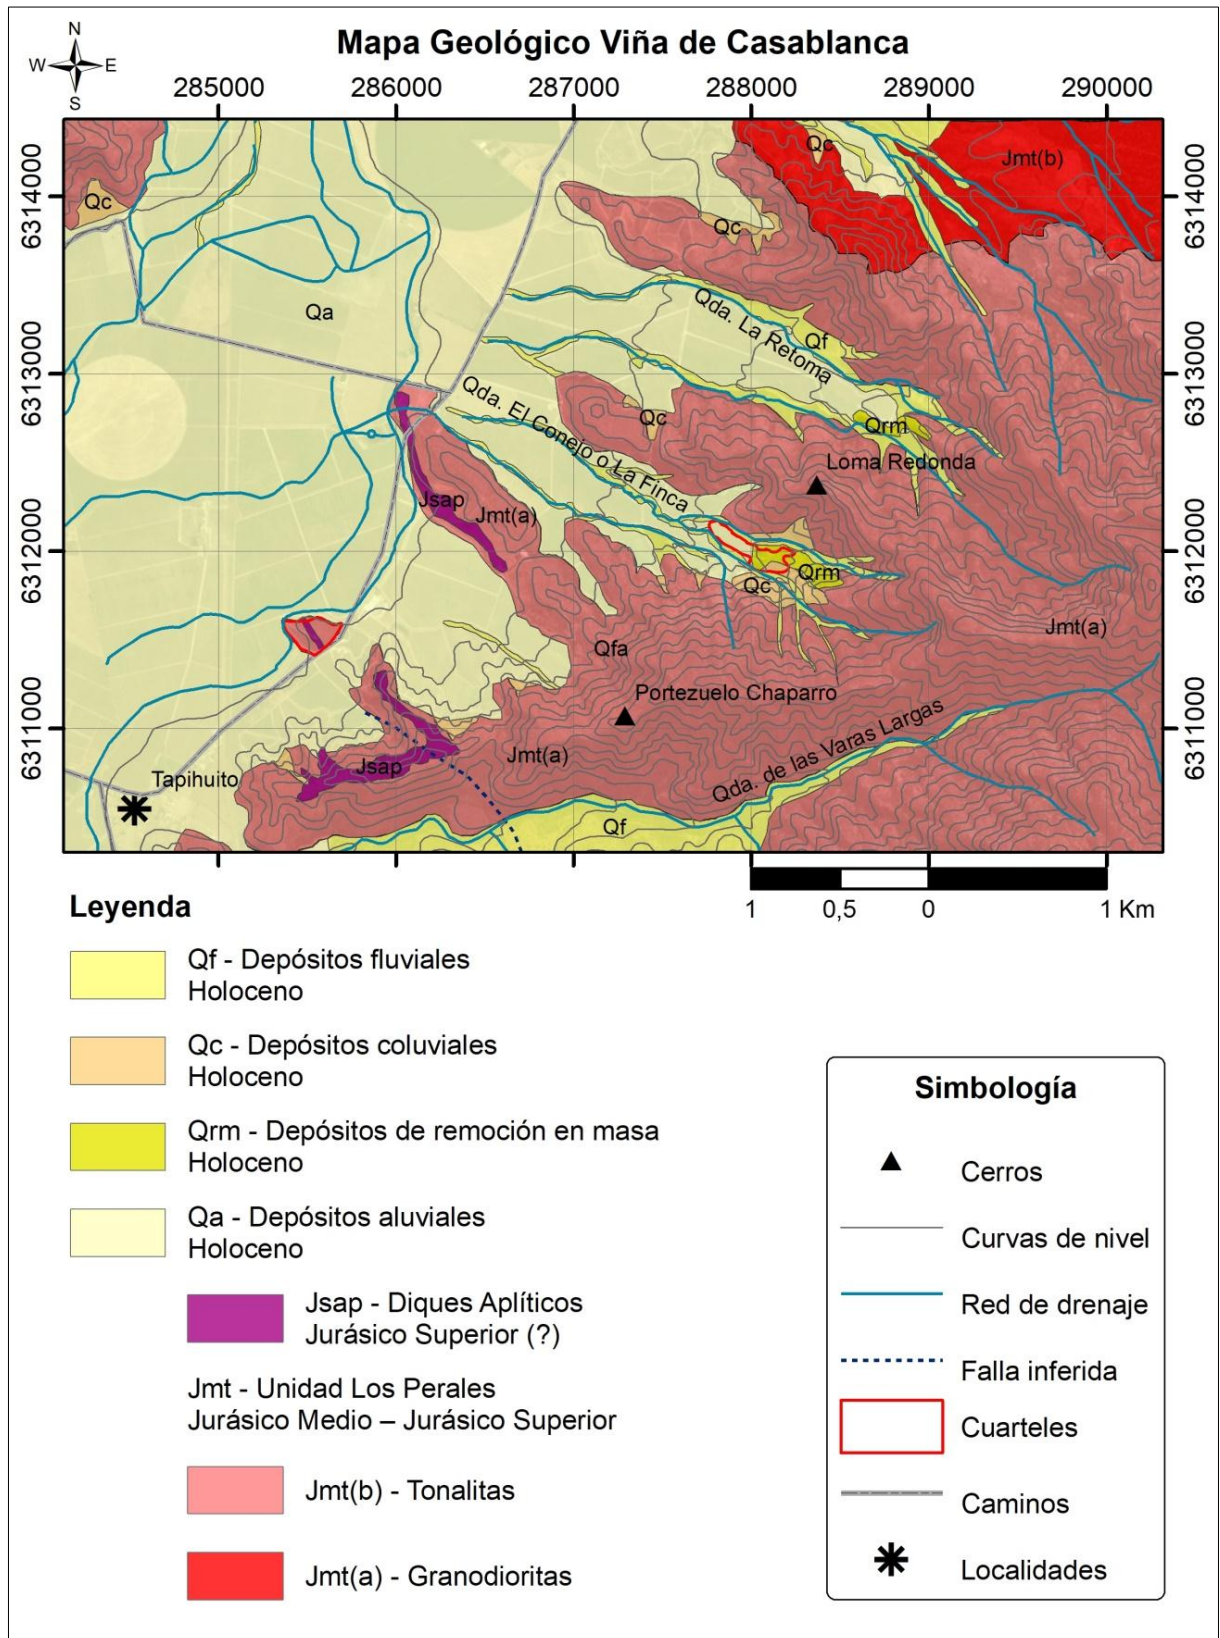 Mapa Geológico Viña de Casablanca
N
W E
S
285000 286000 287000 288000 289000 290000
6314000
6313000
6312000
6311000
6314000
6313000
6312000
6311000
Qc
Jmt(b)
Qc
Qc
Qa
Qda. La Retoma
Qf
Qda. El Conejo o La Finca
Qc
Qrm
Loma Redonda
Jsap
Jmt(a)
Qrm
Qc
Qfa
Jmt(a)
Portezuelo Chaparro
Jmt(a)
Qda. de las Varas Largas
Jsap
Tapihuito
Qf
1 0,5 0 1 Km
Leyenda
Qf - Depósitos fluviales
Holoceno
Qc - Depósitos coluviales
Holoceno
Qrm - Depósitos de remoción en masa
Holoceno
Qa - Depósitos aluviales
Holoceno
Jsap - Diques Aplíticos
Jurásico Superior (?)
Jmt - Unidad Los Perales
Jurásico Medio – Jurásico Superior
Jmt(b) - Tonalitas
Jmt(a) - Granodioritas
Simbología
Cerros
Curvas de nivel
Red de drenaje
Falla inferida
Cuarteles
Caminos
Localidades